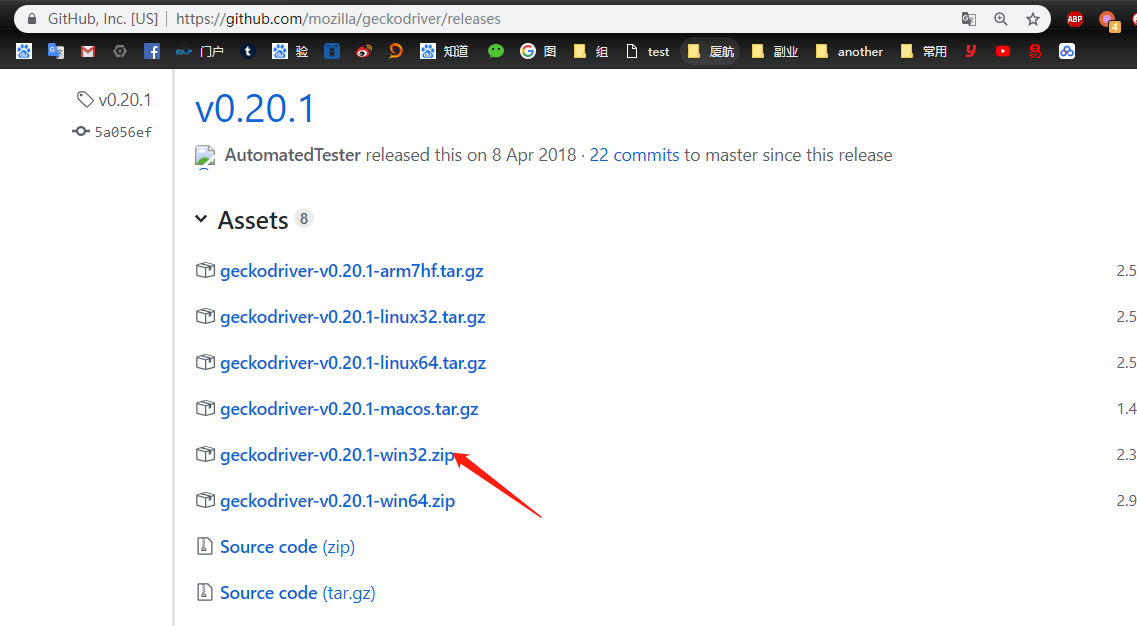 GitHub, Inc. [US] | https://github.com/mozilla/geckodriver/releases
ABP 4
门户 t 验 知道 图 组 test 厦航 副业 another 常用
v0.20.1
5a056ef
v0.20.1
AutomatedTester released this on 8 Apr 2018 · 22 commits to master since this release
Assets 8
geckodriver-v0.20.1-arm7hf.tar.gz 2.5
geckodriver-v0.20.1-linux32.tar.gz 2.5
geckodriver-v0.20.1-linux64.tar.gz 2.5
geckodriver-v0.20.1-macos.tar.gz 1.4
geckodriver-v0.20.1-win32.zip 2.3
geckodriver-v0.20.1-win64.zip 2.9
Source code (zip)
Source code (tar.gz)